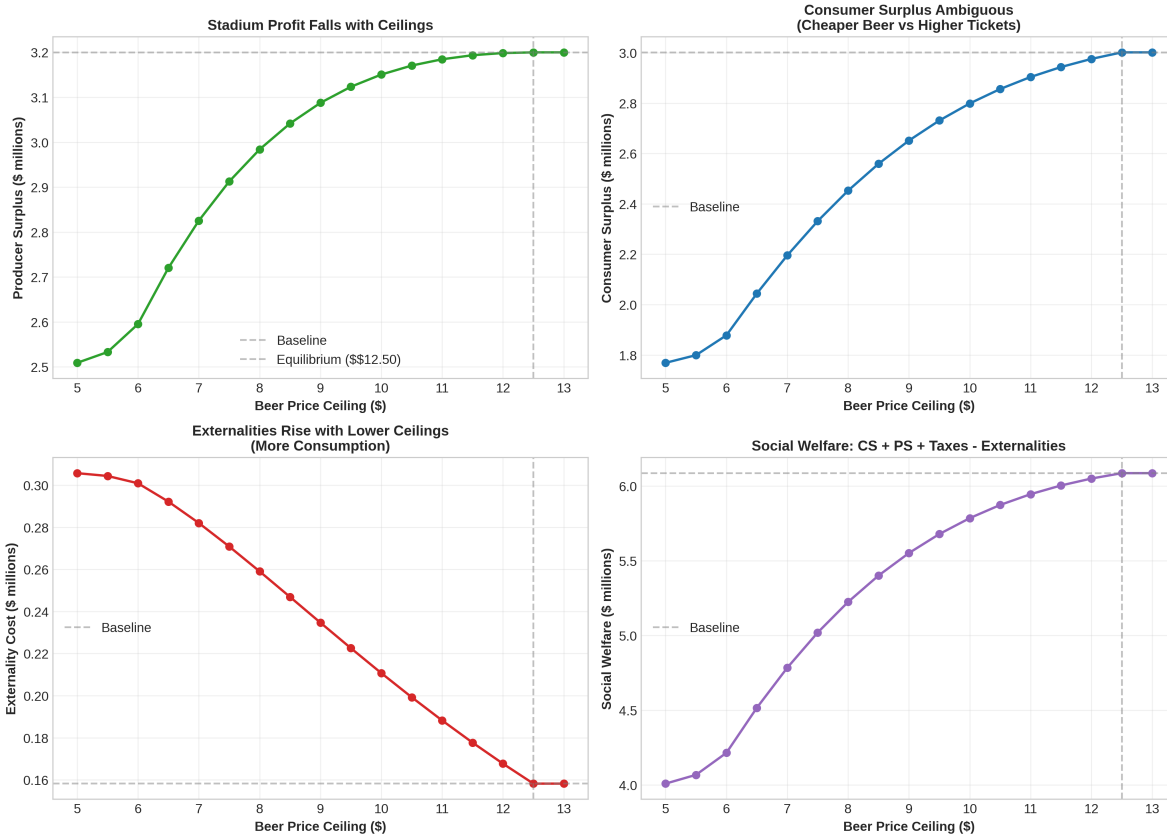 Stadium Profit Falls with Ceilings
3.2
3.1
3.0
2.9
2.8
2.7
2.6
2.5
Producer Surplus ($ millions)
Baseline
Equilibrium ($$12.50)
5 6 7 8 9 10 11 12 13
Beer Price Ceiling ($)
Consumer Surplus Ambiguous
(Cheaper Beer vs Higher Tickets)
3.0
2.8
2.6
2.4
2.2
2.0
1.8
Consumer Surplus ($ millions)
Baseline
5 6 7 8 9 10 11 12 13
Beer Price Ceiling ($)
Externalities Rise with Lower Ceilings
(More Consumption)
0.30
0.28
0.26
0.24
0.22
0.20
0.18
0.16
Externality Cost ($ millions)
Baseline
5 6 7 8 9 10 11 12 13
Beer Price Ceiling ($)
Social Welfare: CS + PS + Taxes - Externalities
6.0
5.5
5.0
4.5
4.0
Social Welfare ($ millions)
Baseline
5 6 7 8 9 10 11 12 13
Beer Price Ceiling ($)